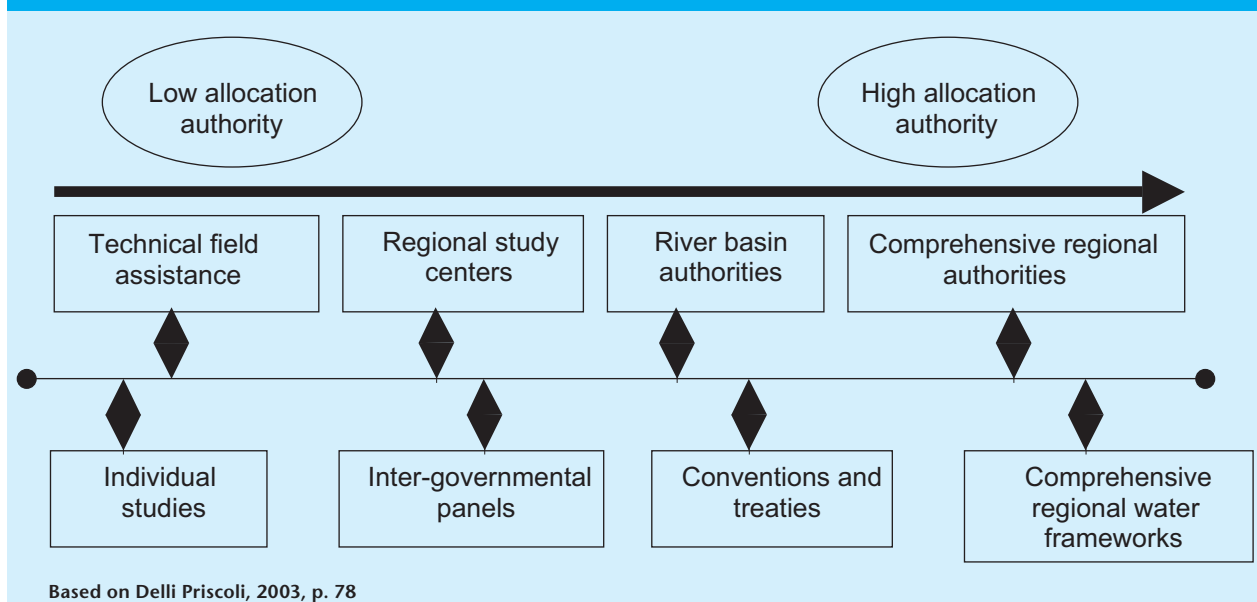 Low allocation
authority
High allocation
authority
Technical field
assistance
Regional study
centers
River basin
authorities
Comprehensive regional
authorities
Individual
studies
Inter-governmental
panels
Conventions and
treaties
Comprehensive
regional water
frameworks
Based on Delli Priscoli, 2003, p. 78